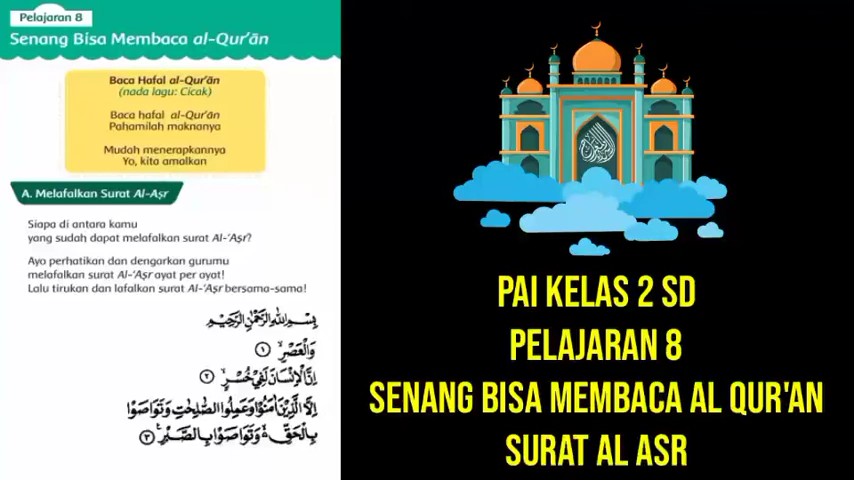 Pelajaran 8
Senang Bisa Membaca al-Qur'ān
Baca Hafal al-Qur'ān
(nada lagu: Cicak)
Baca hafal al-Qur'ān
Pahamilah maknanya
Mudah menerapkannya
Yo, kita amalkan
A. Melafalkan Surat Al-Aṣr
Siapa di antara kamu
yang sudah dapat melafalkan surat Al-'Aṣr?
Ayo perhatikan dan dengarkan gurumu
melafalkan surat Al-'Aṣr ayat per ayat!
Lalu tirukan dan lafalkan surat Al-'Aṣr bersama-sama!
بِسْمِ اللهِ الرَّحْمٰنِ الرَّحِيْمِ
وَالْعَصْرِۙ ١
اِنَّ الْاِنْسَانَ لَفِيْ خُسْرٍۙ ٢
اِلَّا الَّذِيْنَ اٰمَنُوْا وَعَمِلُوا الصّٰلِحٰتِ وَتَوَاصَوْا
بِالْحَقِّ ەۙ وَتَوَاصَوْا بِالصَّبْرِ ࣖ ٣
PAI KELAS 2 SD
PELAJARAN 8
SENANG BISA MEMBACA AL QUR'AN
SURAT AL ASR